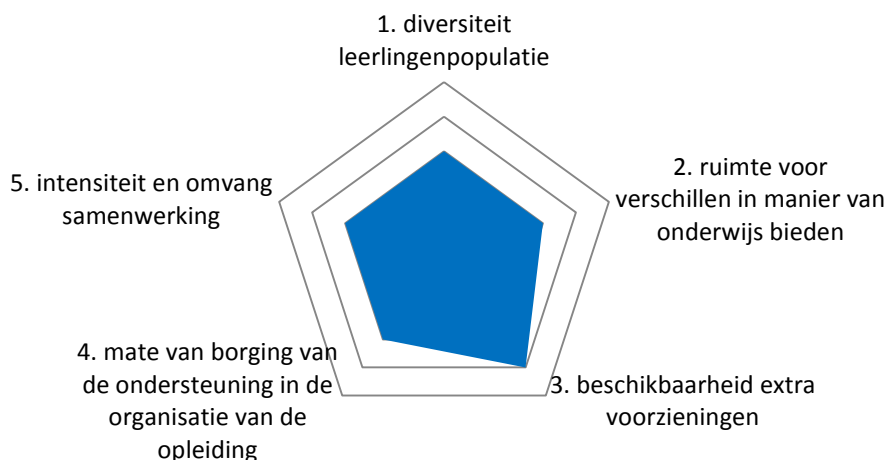 1. diversiteit
leerlingenpopulatie
2. ruimte voor
verschillen in manier van
onderwijs bieden
3. beschikbaarheid extra
voorzieningen
4. mate van borging van
de ondersteuning in de
organisatie van de
opleiding
5. intensiteit en omvang
samenwerking